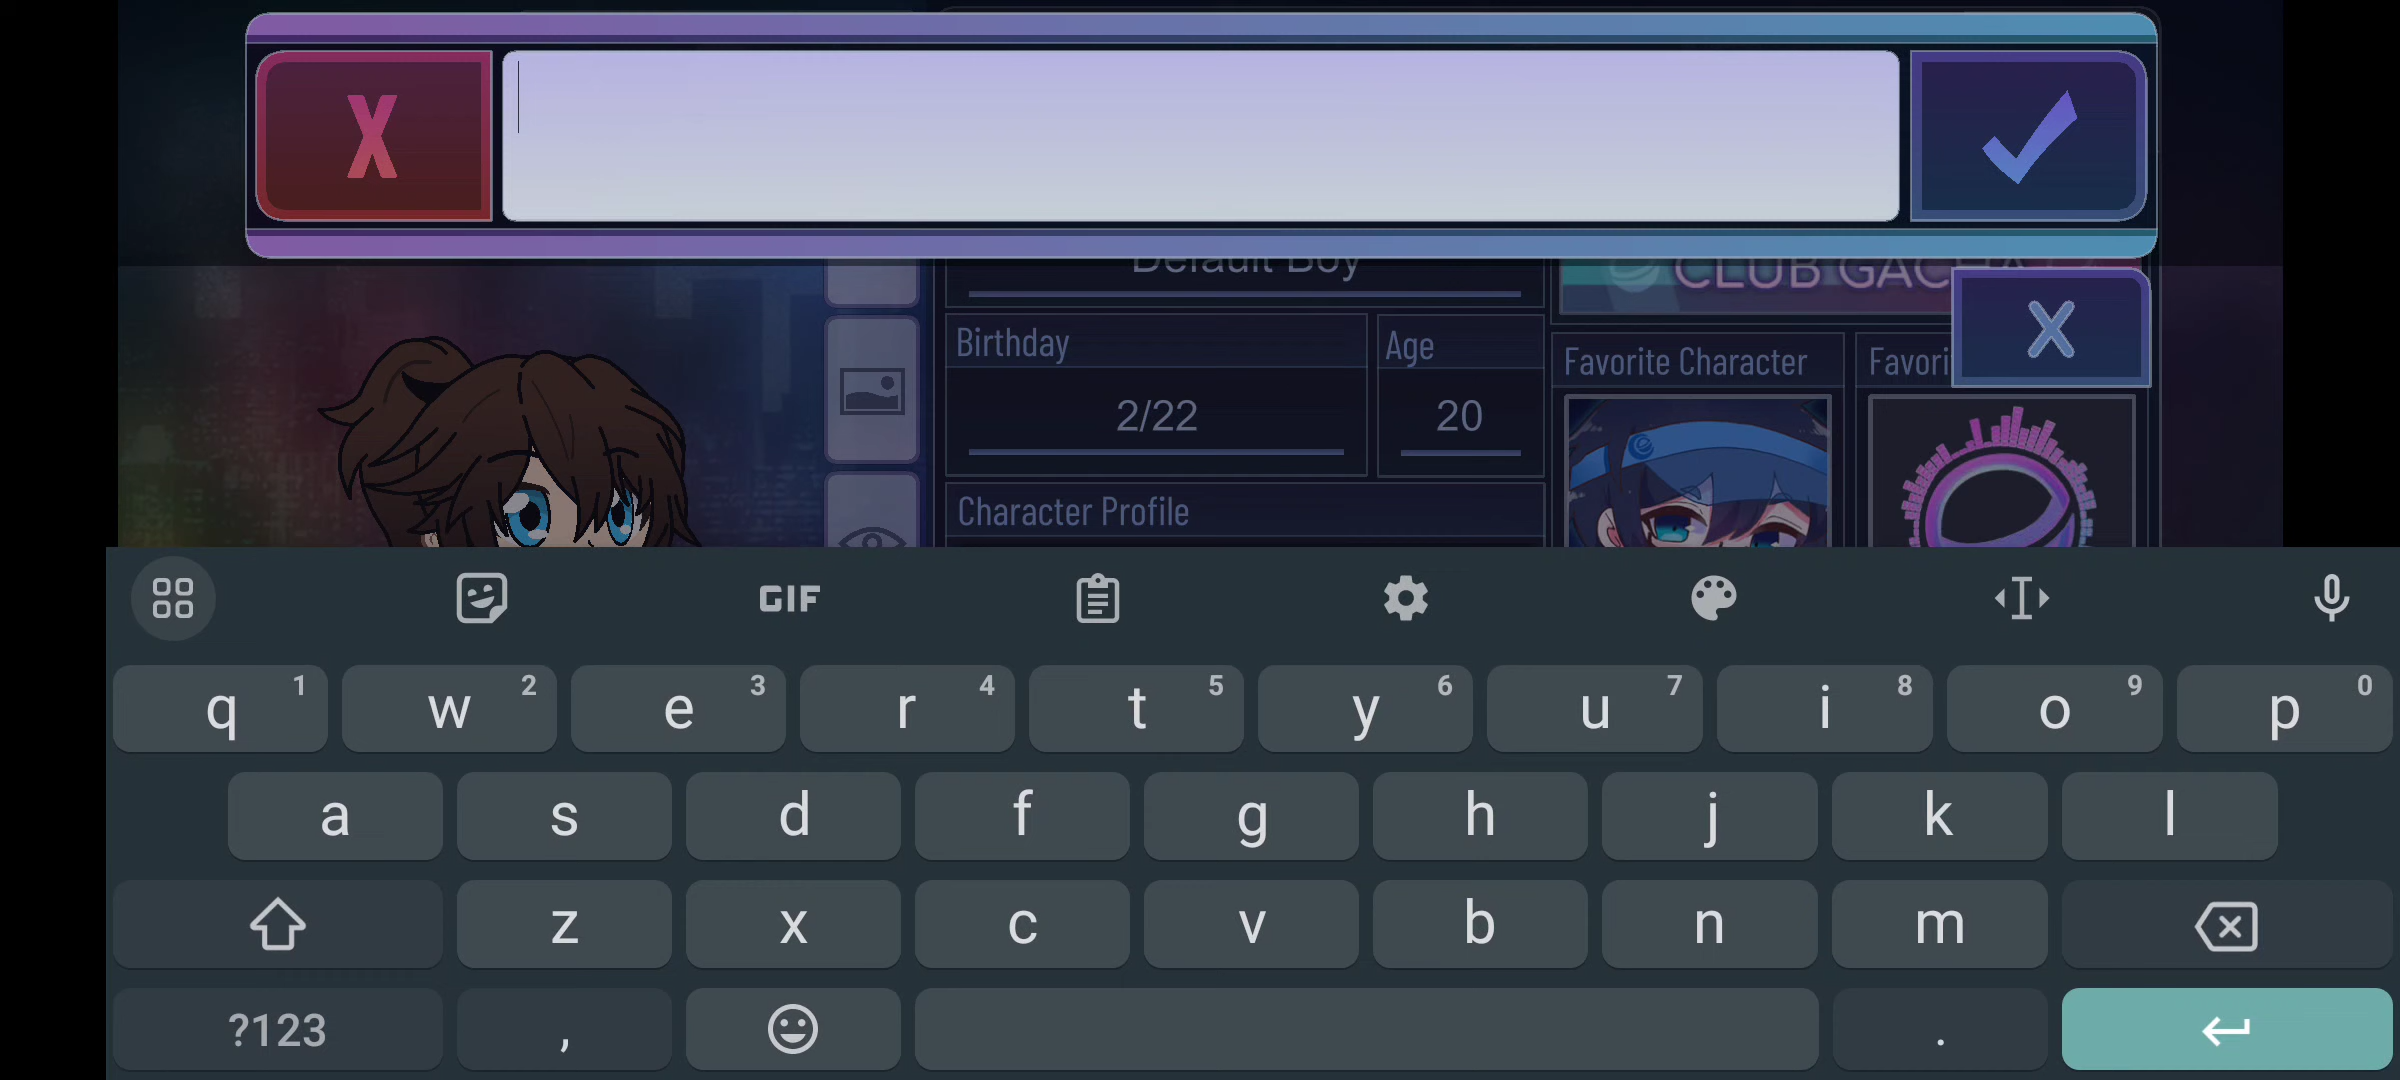 X
Default Boy
CLUB GACHA
X
Birthday
Age
Favorite Character
Favori
2/22
20
Character Profile
GIF
q 1 w 2 e 3 r 4 t 5 y 6 u 7 i 8 o 9 p 0
a s d f g h j k l
z x c v b n m
?123 , .